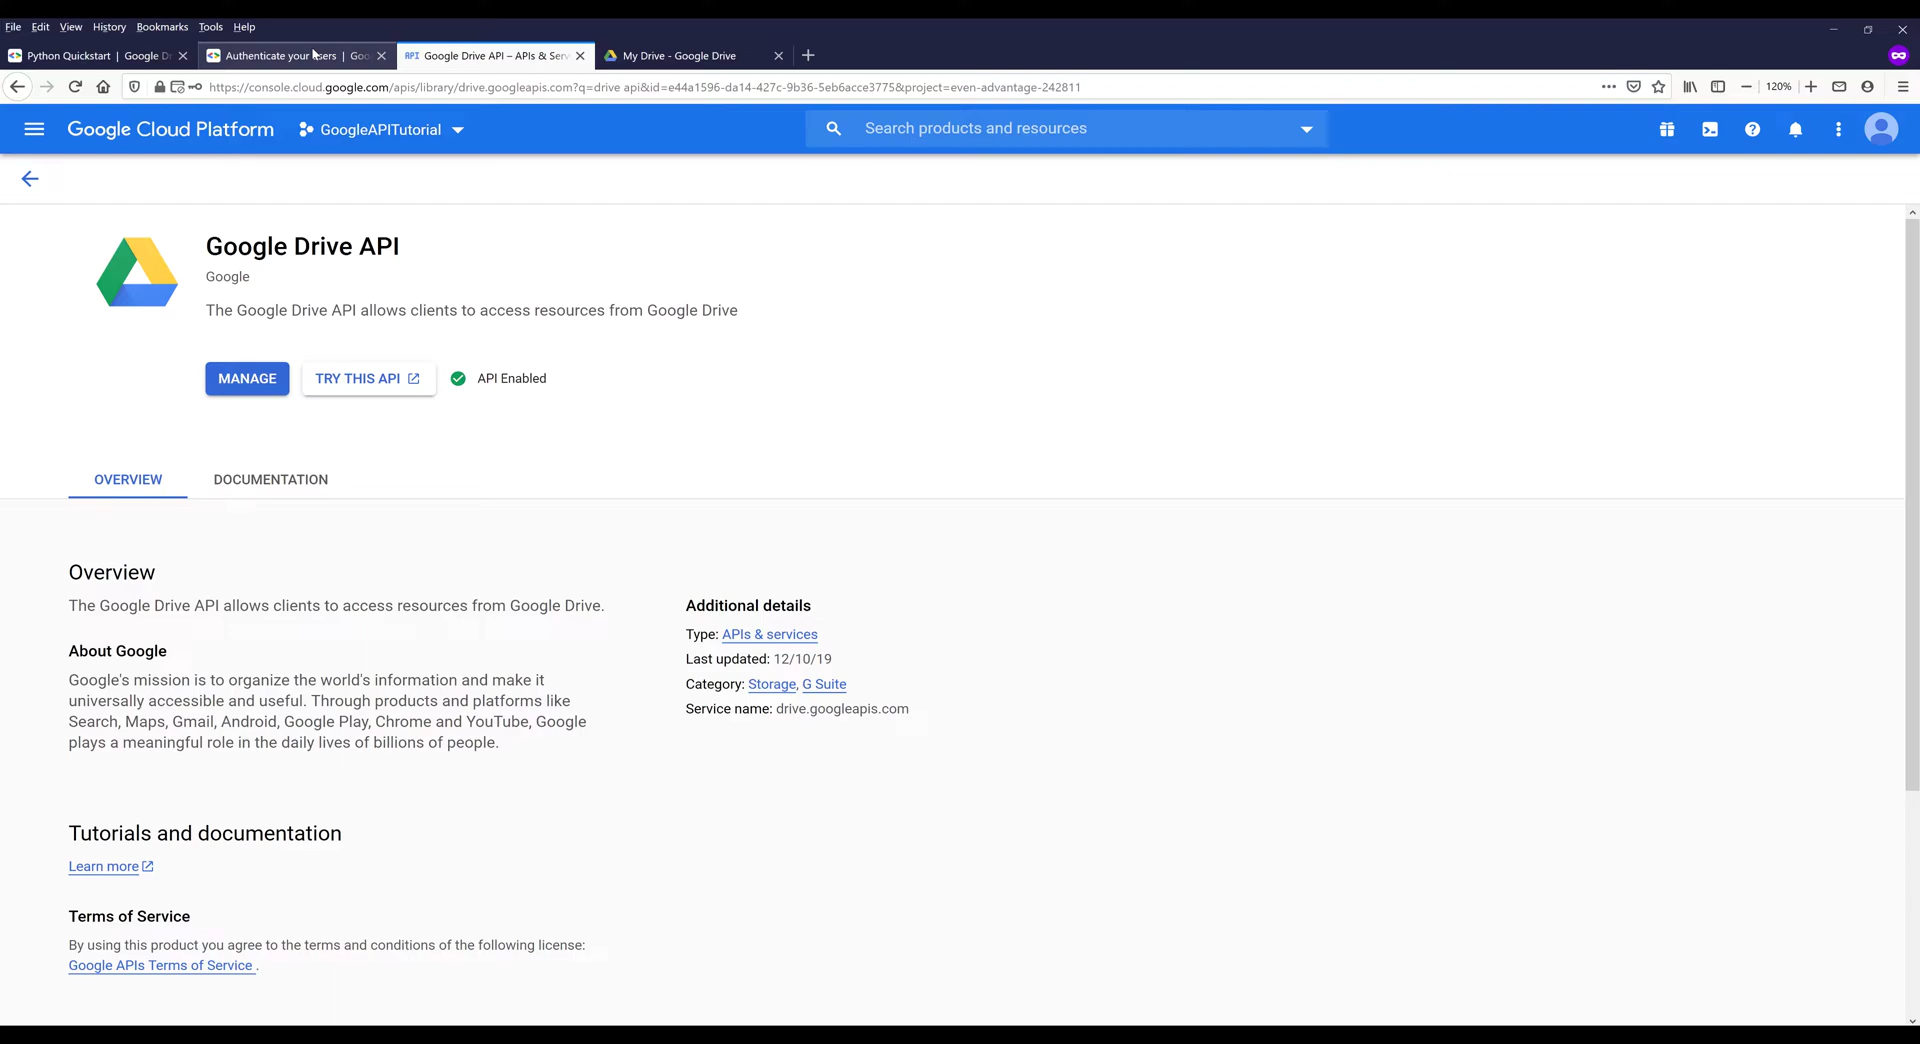 File Edit View History Bookmarks Tools Help
Python Quickstart | Google Dr
Authenticate your users | Goo
API Google Drive API – APIs & Serv
My Drive - Google Drive
https://console.cloud.google.com/apis/library/drive.googleapis.com?q=drive api&id=e44a1596-da14-427c-9b36-5eb6acce3775&project=even-advantage-242811
120%
Google Cloud Platform
GoogleAPITutorial
Search products and resources
Google Drive API
Google
The Google Drive API allows clients to access resources from Google Drive
MANAGE
TRY THIS API
API Enabled
OVERVIEW
DOCUMENTATION
Overview
The Google Drive API allows clients to access resources from Google Drive.
About Google
Google's mission is to organize the world's information and make it
universally accessible and useful. Through products and platforms like
Search, Maps, Gmail, Android, Google Play, Chrome and YouTube, Google
plays a meaningful role in the daily lives of billions of people.
Additional details
Type: APIs & services
Last updated: 12/10/19
Category: Storage, G Suite
Service name: drive.googleapis.com
Tutorials and documentation
Learn more
Terms of Service
By using this product you agree to the terms and conditions of the following license:
Google APIs Terms of Service .